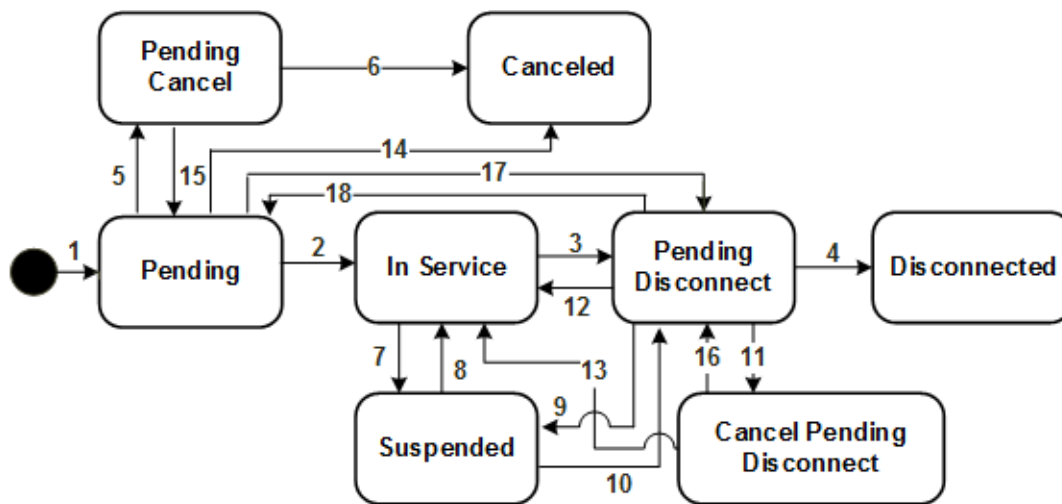 Pending
Cancel
6
Canceled
5
15
14
17
18
1
Pending
2
In Service
3
12
Pending
Disconnect
4
Disconnected
7
8
13
16
11
9
Suspended
10
Cancel Pending
Disconnect